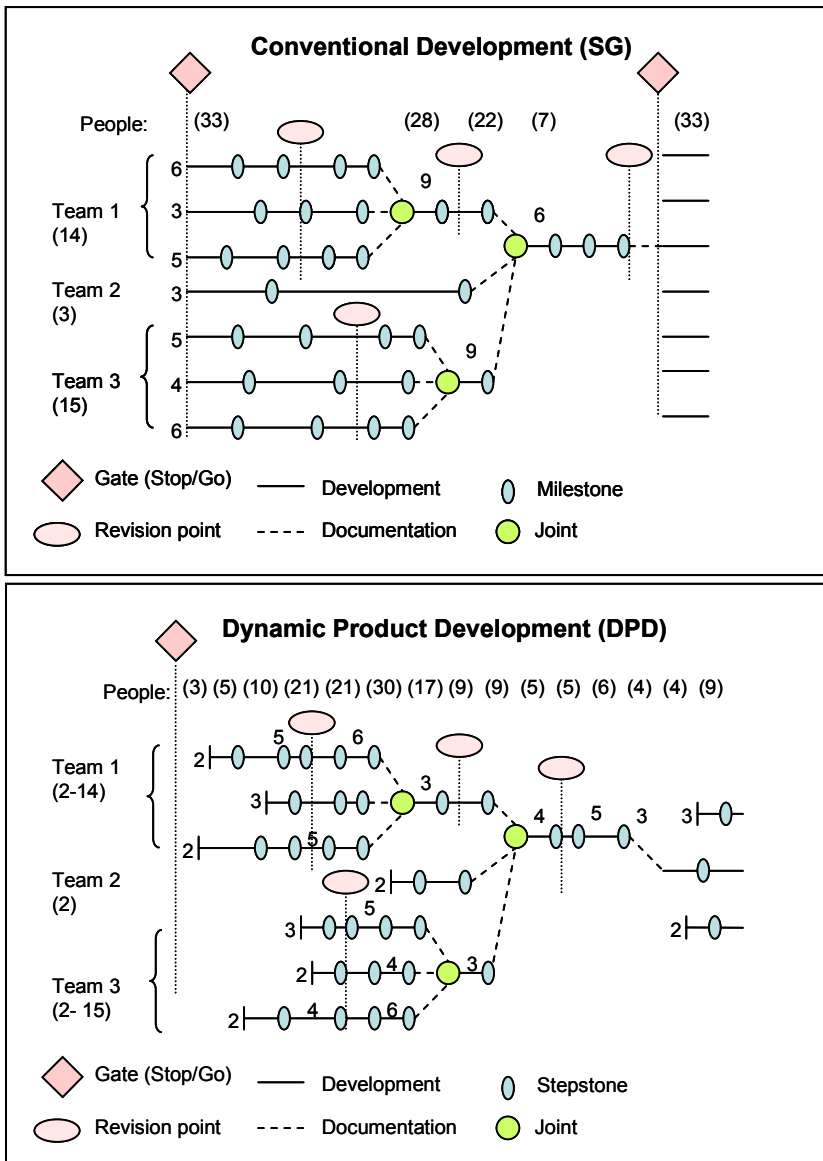 Conventional Development (SG)
People: (33) (28) (22) (7) (33)
6
9
Team 1
(14)
3
6
5
Team 2
(3)
3
5
9
Team 3
(15)
4
6
Gate (Stop/Go) Development Milestone
Revision point Documentation Joint
Dynamic Product Development (DPD)
People: (3) (5) (10) (21) (21) (30) (17) (9) (9) (5) (5) (6) (4) (4) (9)
5 6
2
Team 1
(2-14)
3 3
4 5 3 3
2 5
Team 2
(2)
2
5
3
2 4 3
Team 3
(2- 15)
2 4 6
Gate (Stop/Go) Development Stepstone
2
Revision point Documentation Joint